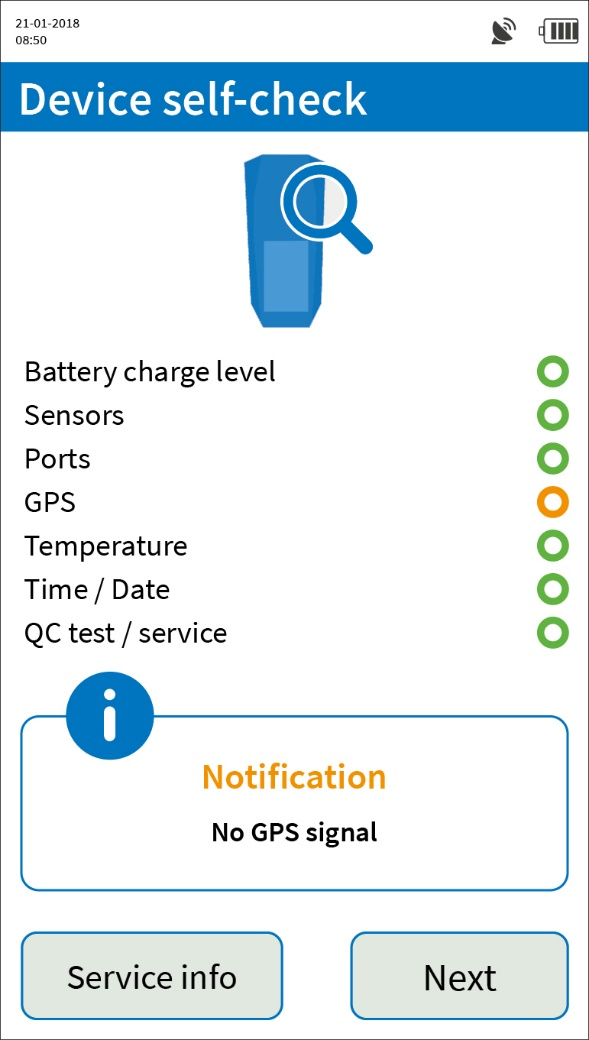 21-01-2018
08:50
Device self-check
Battery charge level
Sensors
Ports
GPS
Temperature
Time / Date
QC test / service
Notification
No GPS signal
Service info
Next